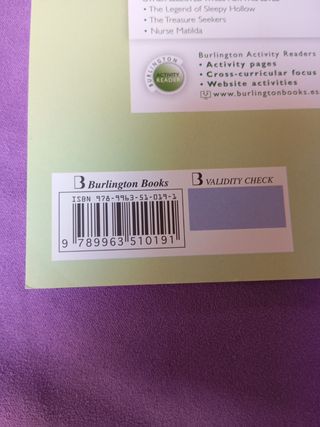 • The Legend of Sleepy Hollow
• The Treasure Seekers
• Nurse Matilda
Burlington Activity Readers
• Activity pages
• Cross-curricular focus
• Website activities
www.burlingtonbooks.es
BURLINGTON
ACTIVITY
READER
B Burlington Books
B VALIDITY CHECK
ISBN 978-9963-51-019-1
9 789963 510191